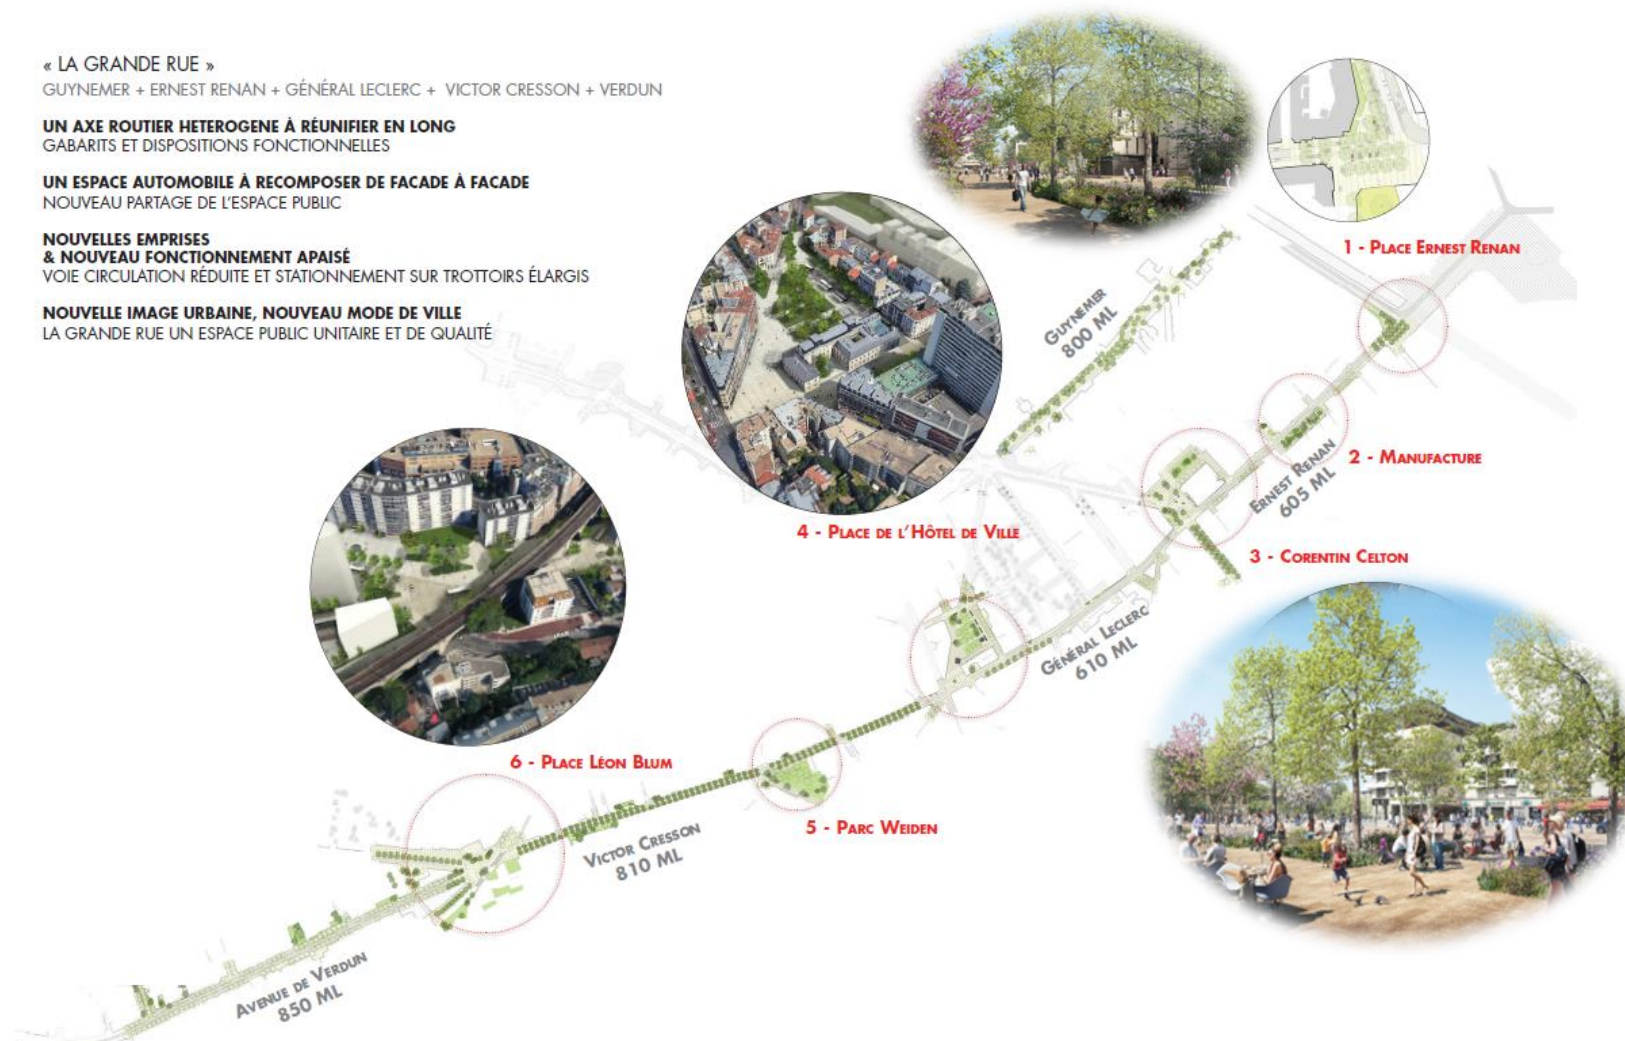 « LA GRANDE RUE »
GUYNEMER + ERNEST RENAN + GÉNÉRAL LECLERC + VICTOR CRESSON + VERDUN
UN AXE ROUTIER HETEROGENE À RÉUNIFIER EN LONG
GABARITS ET DISPOSITIONS FONCTIONNELLES
UN ESPACE AUTOMOBILE À RECOMPOSER DE FACADE À FACADE
NOUVEAU PARTAGE DE L'ESPACE PUBLIC
NOUVELLES EMPRISES
& NOUVEAU FONCTIONNEMENT APAISÉ
VOIE CIRCULATION RÉDUITE ET STATIONNEMENT SUR TROTTOIRS ÉLARGIS
NOUVELLE IMAGE URBAINE, NOUVEAU MODE DE VILLE
LA GRANDE RUE UN ESPACE PUBLIC UNITAIRE ET DE QUALITÉ
1 - PLACE ERNEST RENAN
GUYNEMER
800 ML
2 - MANUFACTURE
ERNEST RENAN
605 ML
4 - PLACE DE L'HÔTEL DE VILLE
3 - CORENTIN CELTON
GÉNÉRAL LECLERC
610 ML
6 - PLACE LÉON BLUM
5 - PARC WEIDEN
VICTOR CRESSON
810 ML
AVENUE DE VERDUN
850 ML